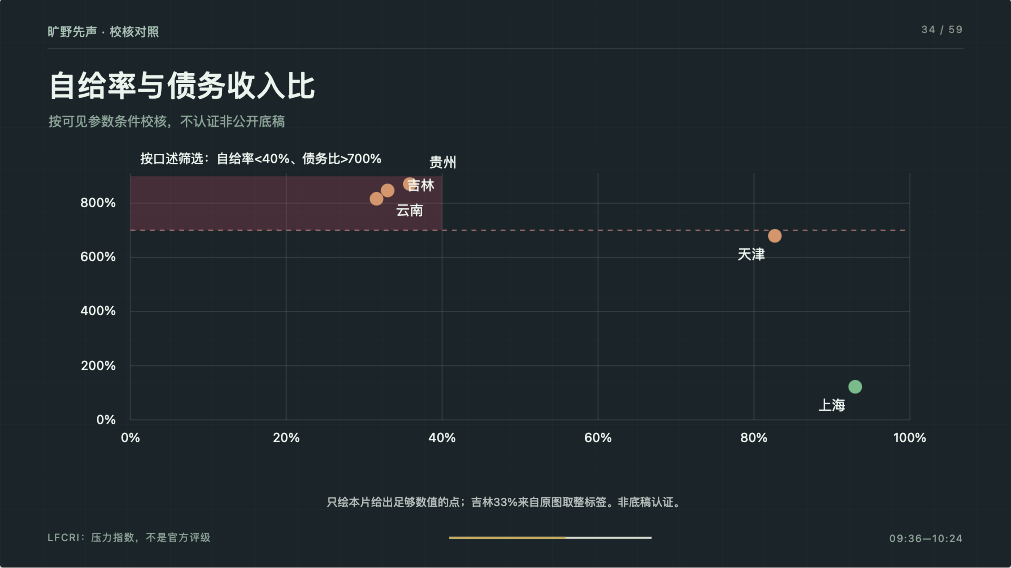 旷野先声 · 校核对照
34 / 59
自给率与债务收入比
按可见参数条件校核，不认证非公开底稿
按口述筛选：自给率<40%、债务比>700%
贵州
吉林
云南
天津
上海
800%
600%
400%
200%
0%
0%
20%
40%
60%
80%
100%
只绘本片给出足够数值的点；吉林33%来自原图取整标签。非底稿认证。
LFCRI：压力指数，不是官方评级
09:36—10:24